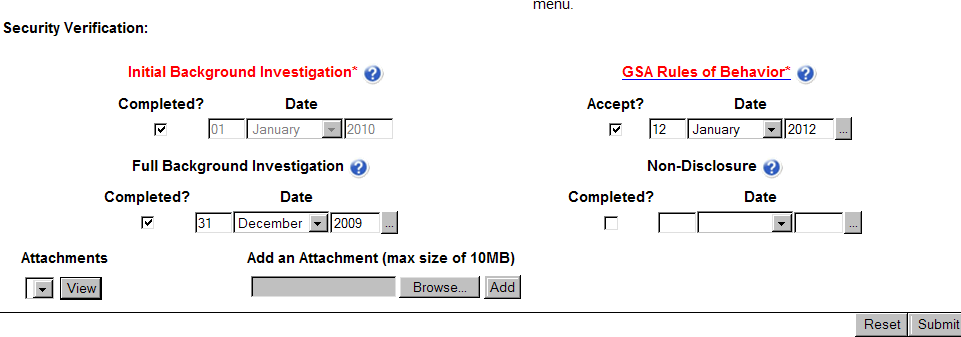 menu.
Security Verification:
Initial Background Investigation* ?
GSA Rules of Behavior* ?
Completed? Date
Accept? Date
01 January 2010
12 January 2012 ...
Full Background Investigation ?
Non-Disclosure ?
Completed? Date
Completed? Date
31 December 2009 ...
...
Attachments
Add an Attachment (max size of 10MB)
View
Browse... Add
Reset Submit